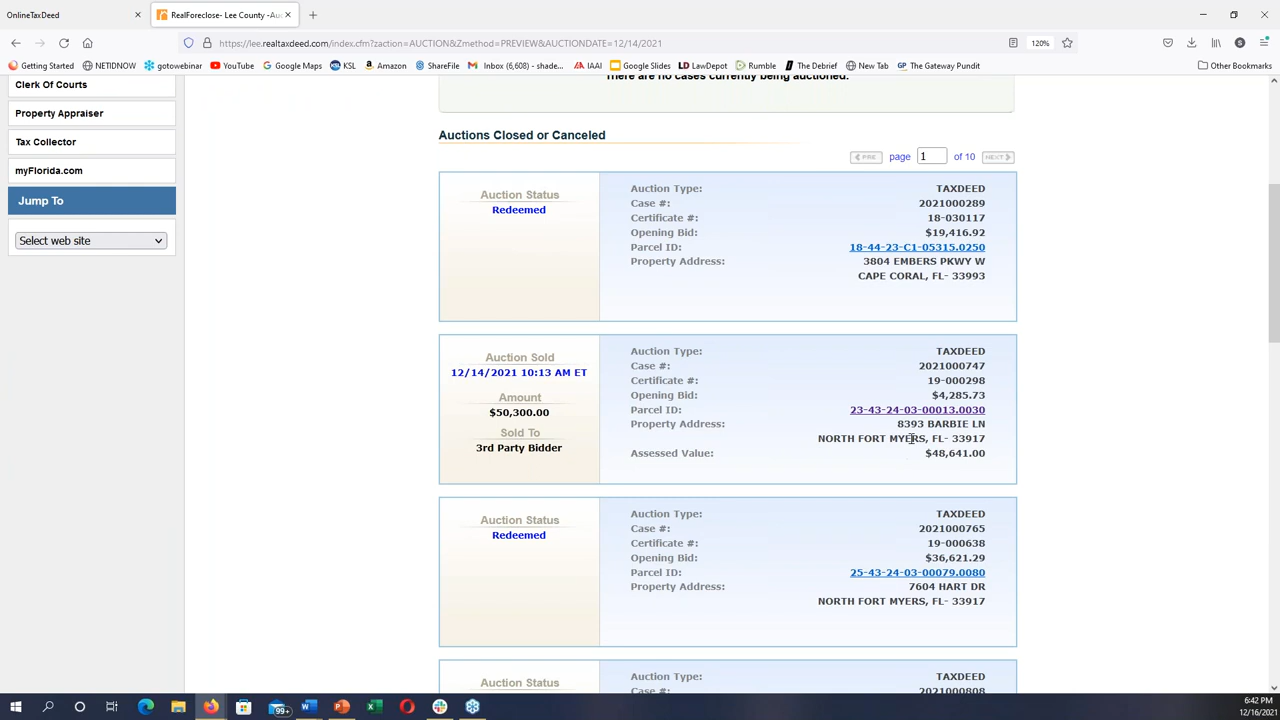 OnlineTaxDeed
RealForeclose- Lee County -Auc
https://lee.realtaxdeed.com/index.cfm?zaction=AUCTION&Zmethod=PREVIEW&AUCTIONDATE=12/14/2021
120%
Getting Started
NETIDNOW
gotowebinar
YouTube
Google Maps
KSL
Amazon
ShareFile
Inbox (6,608) - shade...
IAAI
Google Slides
LawDepot
Rumble
The Debrief
New Tab
The Gateway Pundit
Other Bookmarks
Clerk Of Courts
Property Appraiser
Tax Collector
myFlorida.com
Jump To
Select web site
There are no cases currently being auctioned.
Auctions Closed or Canceled
PRE page 1 of 10 NEXT
Auction Status
Redeemed
Auction Type: TAXDEED
Case #: 2021000289
Certificate #: 18-030117
Opening Bid: $19,416.92
Parcel ID: 18-44-23-C1-05315.0250
Property Address: 3804 EMBERS PKWY W
CAPE CORAL, FL- 33993
Auction Sold
12/14/2021 10:13 AM ET
Amount
$50,300.00
Sold To
3rd Party Bidder
Auction Type: TAXDEED
Case #: 2021000747
Certificate #: 19-000298
Opening Bid: $4,285.73
Parcel ID: 23-43-24-03-00013.0030
Property Address: 8393 BARBIE LN
NORTH FORT MYERS, FL- 33917
Assessed Value: $48,641.00
Auction Status
Redeemed
Auction Type: TAXDEED
Case #: 2021000765
Certificate #: 19-000638
Opening Bid: $36,621.29
Parcel ID: 25-43-24-03-00079.0080
Property Address: 7604 HART DR
NORTH FORT MYERS, FL- 33917
Auction Status
Auction Type: TAXDEED
Case #: 2021000808
99+
6:42 PM
12/16/2021